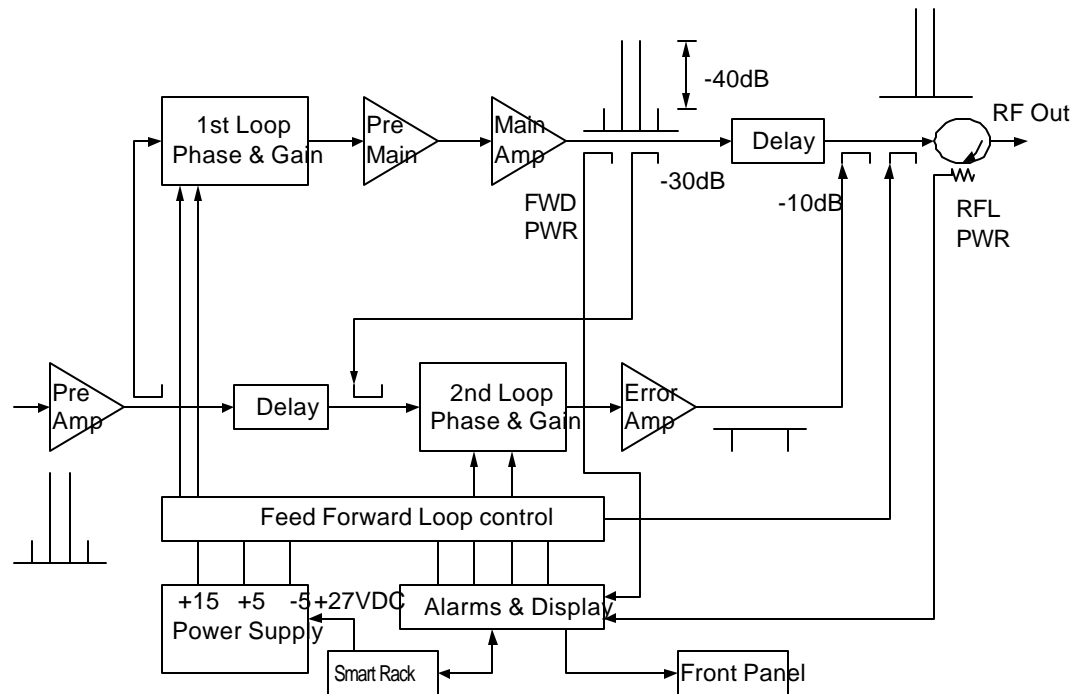 -40dB
RF Out
1st Loop
Phase & Gain
Pre
Main
Main
Amp
Delay
-30dB
-10dB
FWD
PWR
RFL
PWR
Pre
Amp
Delay
2nd Loop
Phase & Gain
Error
Amp
Feed Forward Loop control
+15 +5 -5 +27VDC
Power Supply
Alarms & Display
Smart Rack
Front Panel